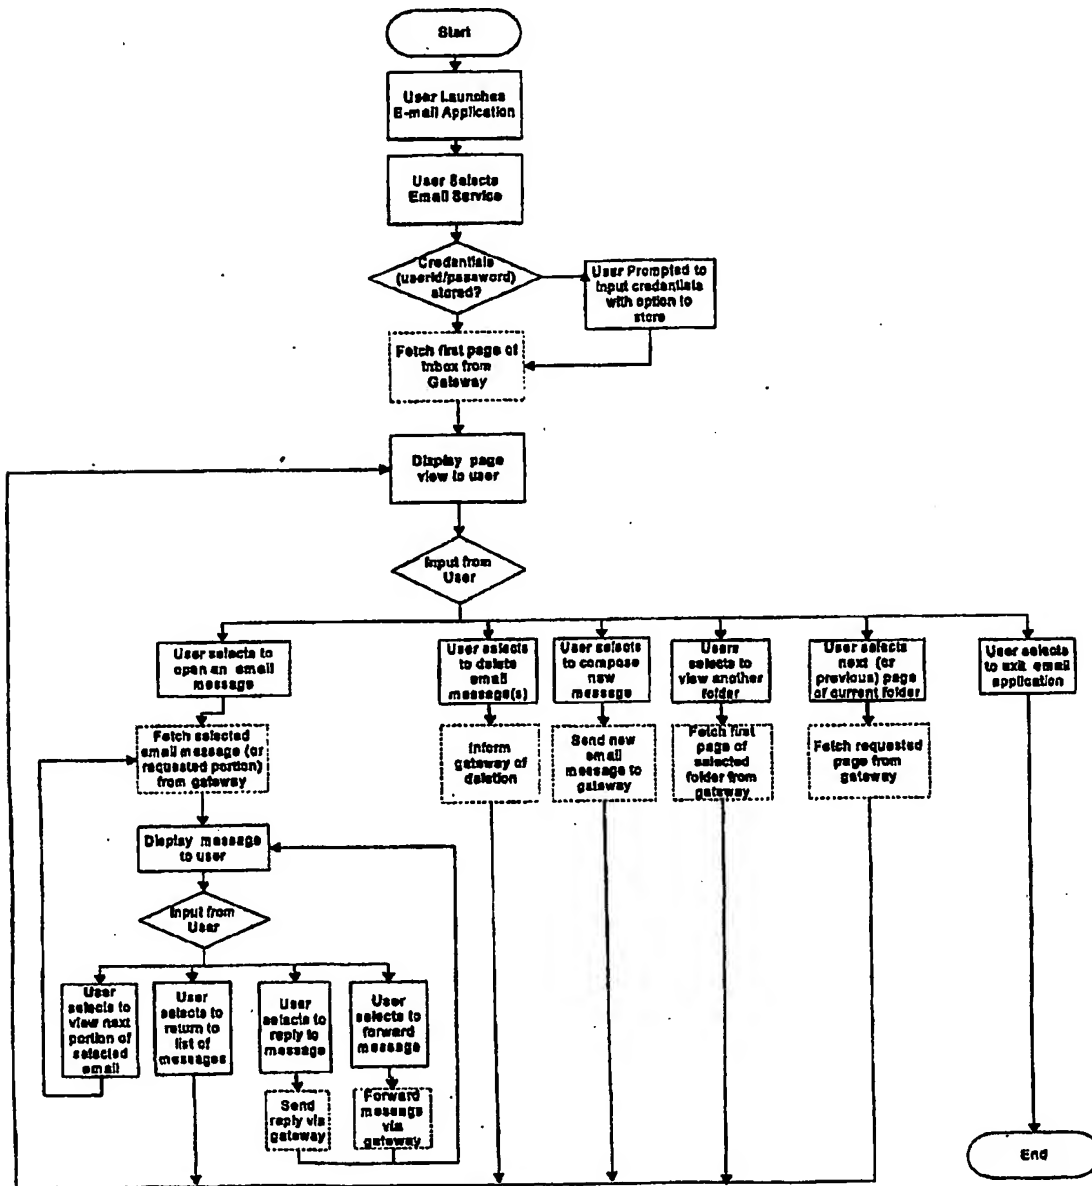 Start
User Launches
E-mail Application
User Selects
Email Service
Credentials
(userid/password)
stored?
User Prompted to
Input credentials
with option to
store
Fetch first page of
Inbox from
Gateway
Display page
view to user
Input from
User
User selects to
open an email
message
User selects
to delete
email
message(s)
User selects
to compose
new
message
Users
selects to
view another
folder
User selects
next (or
previous) page
of current folder
User selects
to exit email
application
Fetch selected
email message (or
requested portion)
from gateway
Inform
gateway of
deletion
Send new
email
message to
gateway
Fetch first
page of
selected
folder from
gateway
Fetch requested
page from
gateway
Display message
to user
Input from
User
User
selects to
view next
portion of
selected
email
User
selects to
return to
list of
messages
User
selects to
reply to
message
User
selects to
forward
message
Send
reply via
gateway
Forward
message
via
gateway
End